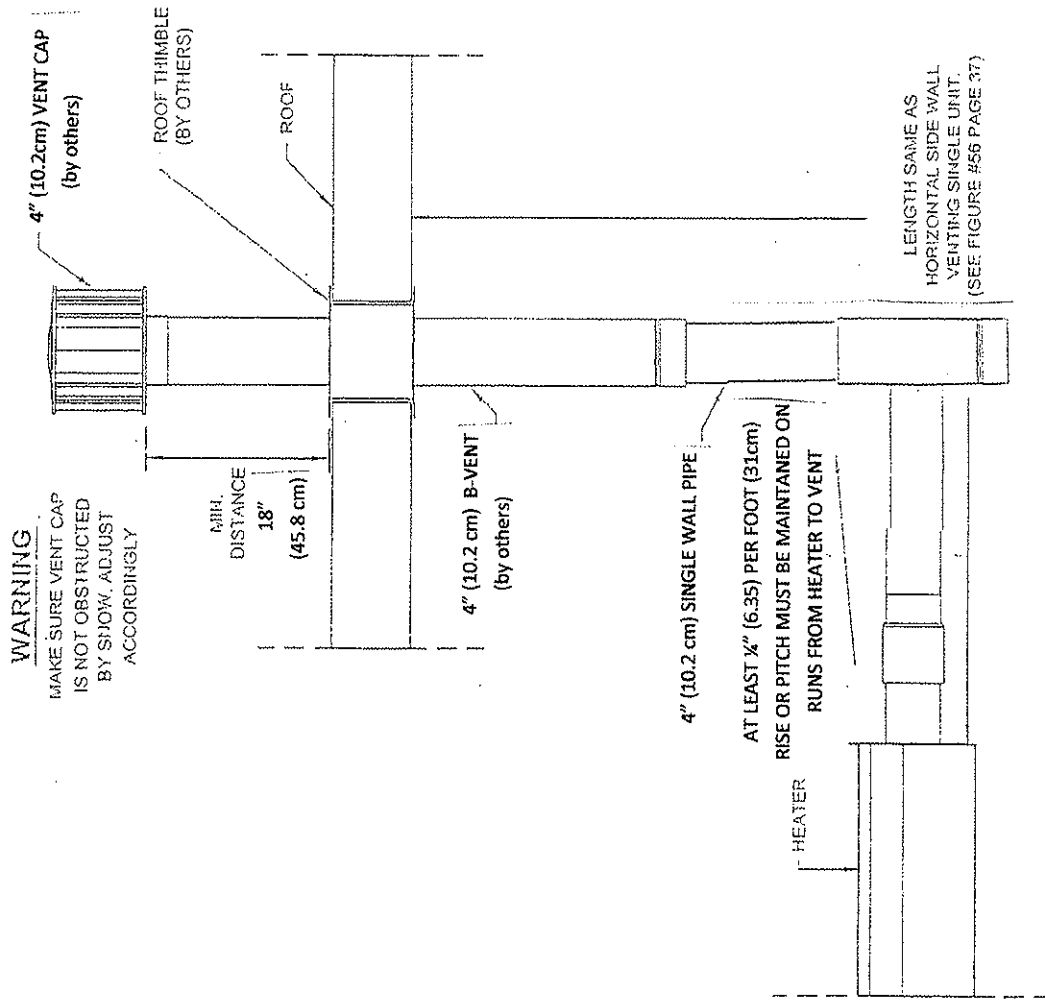 WARNING
MAKE SURE VENT CAP
IS NOT OBSTRUCTED
BY SNOW, ADJUST
ACCORDINGLY
4" (10.2cm) VENT CAP
(by others)
ROOF THIMBLE
(BY OTHERS)
ROOF
MIN.
DISTANCE
18"
(45.8 cm)
4" (10.2 cm) B-VENT
(by others)
4" (10.2 cm) SINGLE WALL PIPE
AT LEAST ¼" (6.35) PER FOOT (31cm)
RISE OR PITCH MUST BE MAINTANED ON
RUNS FROM HEATER TO VENT
HEATER
LENGTH SAME AS
HORIZONTAL SIDE WALL
VENTING SINGLE UNIT.
(SEE FIGURE #56 PAGE 37)